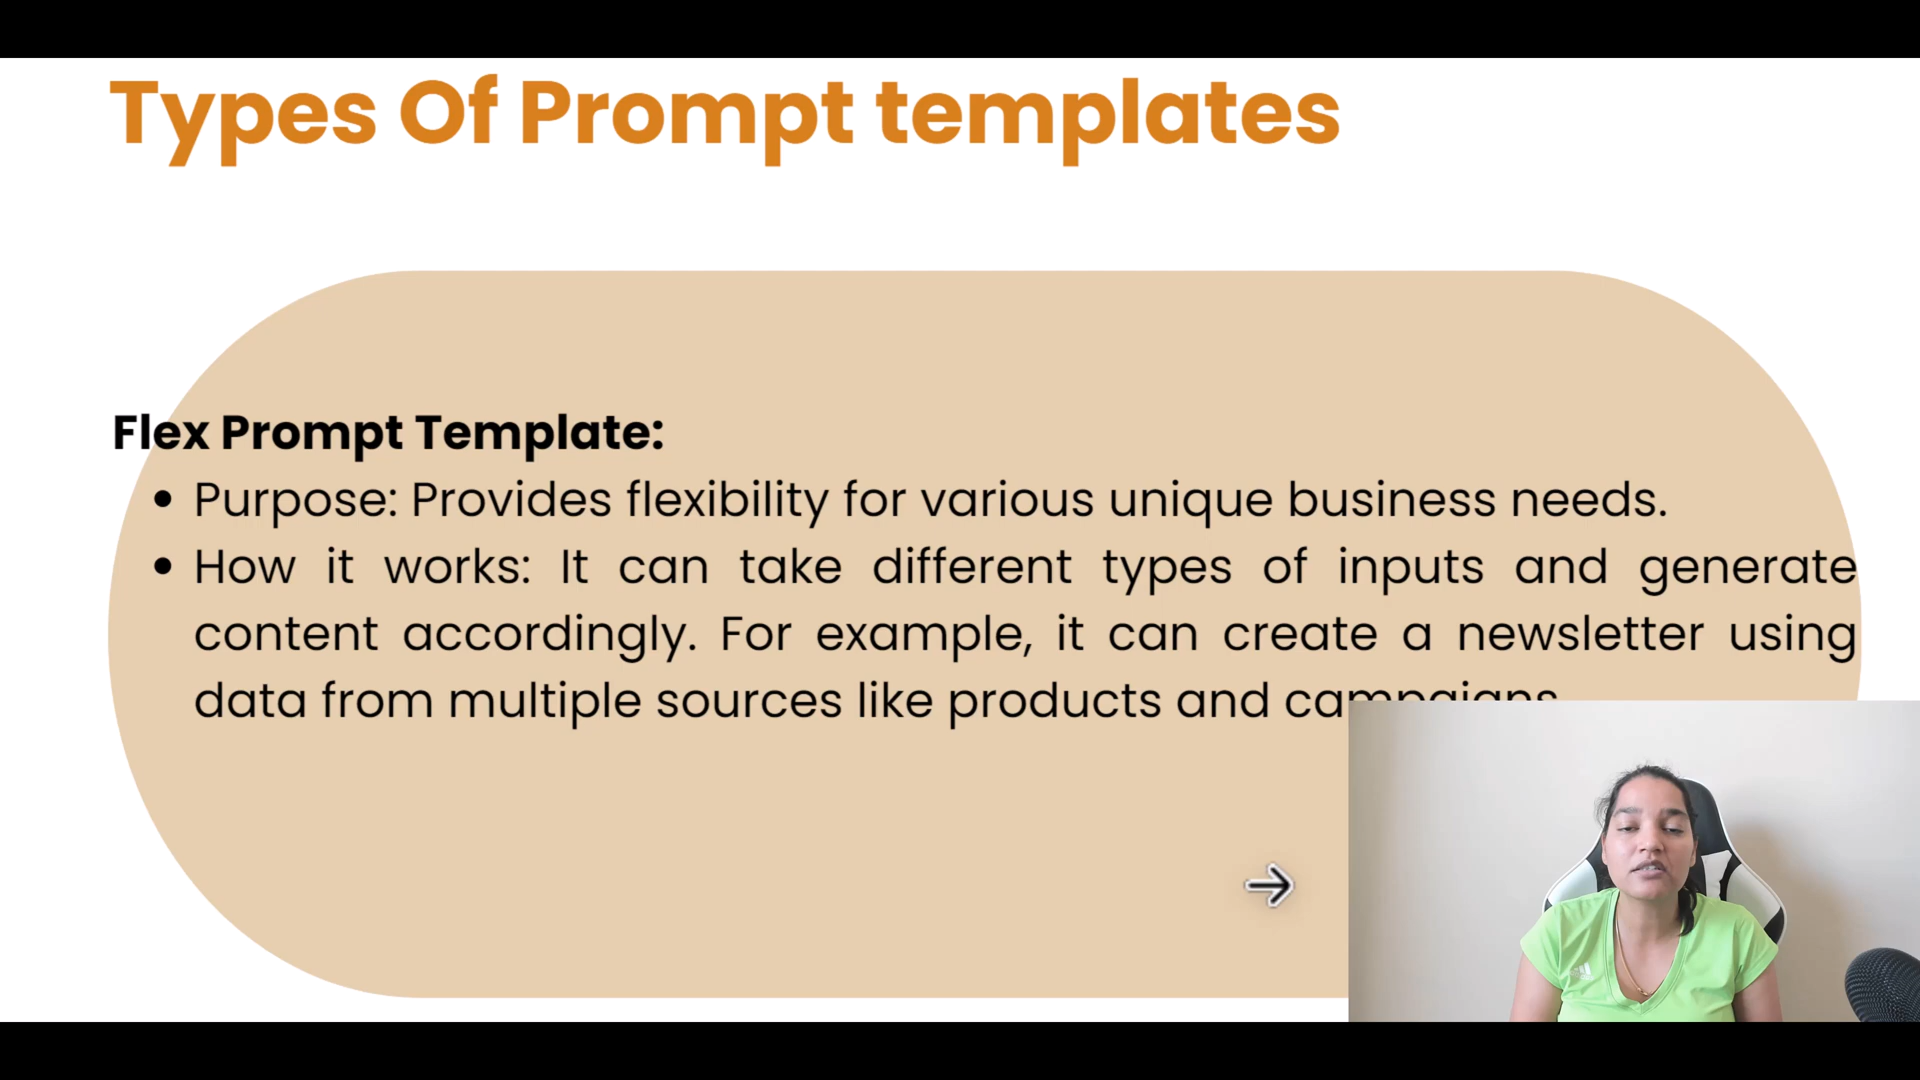 Types Of Prompt templates
Flex Prompt Template:
• Purpose: Provides flexibility for various unique business needs.
• How it works: It can take different types of inputs and generate
content accordingly. For example, it can create a newsletter using
data from multiple sources like products and campaigns